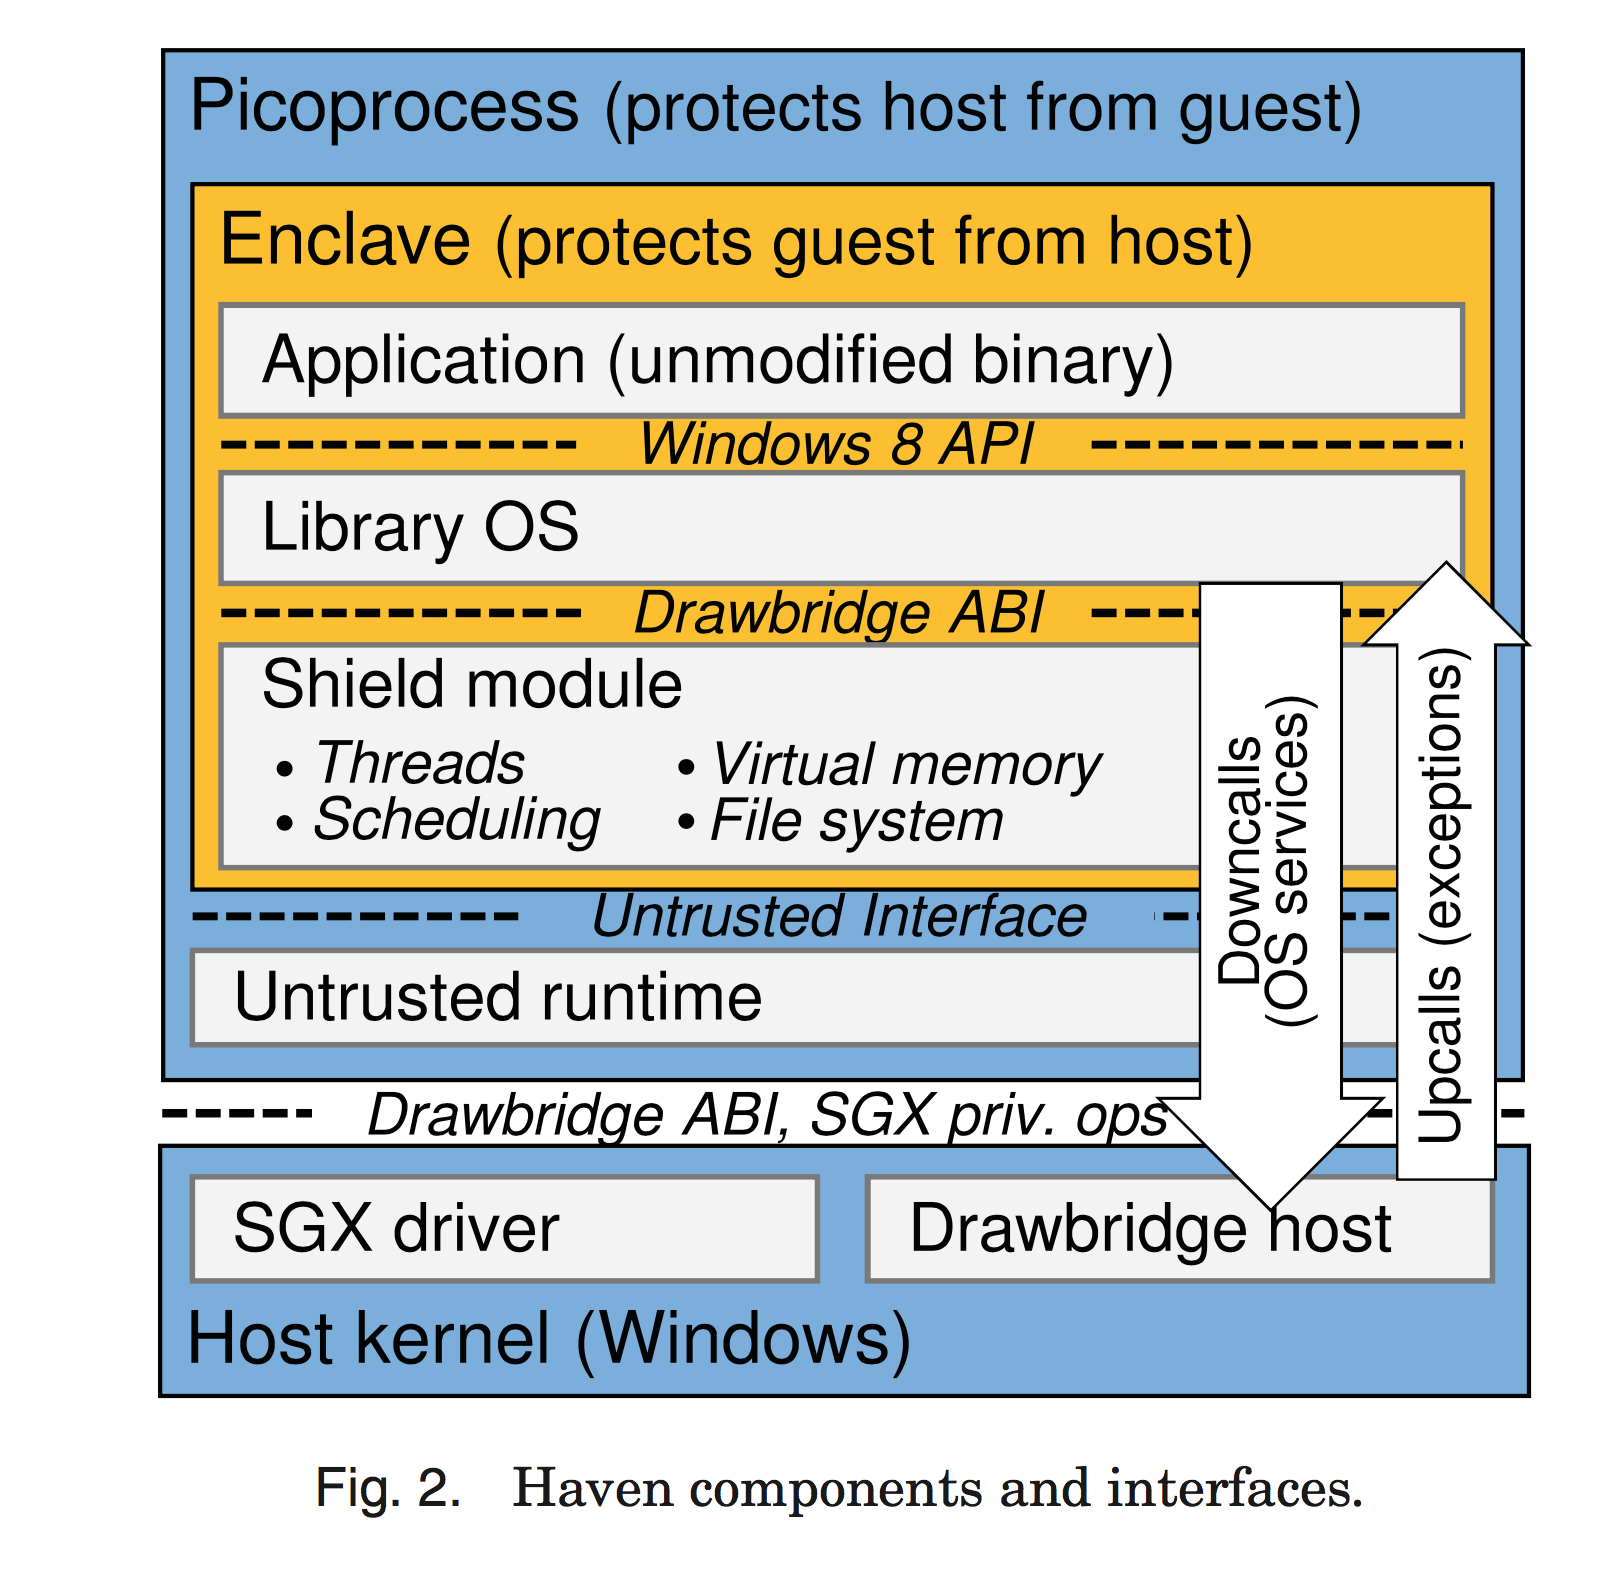 Picoprocess (protects host from guest)
Enclave (protects guest from host)
Application (unmodified binary)
Windows 8 API
Library OS
Drawbridge ABI
Shield module
• Threads
• Virtual memory
• Scheduling
• File system
Downcalls
(OS services)
Upcalls (exceptions)
Untrusted Interface
Untrusted runtime
Drawbridge ABI, SGX priv. ops
SGX driver
Drawbridge host
Host kernel (Windows)
Fig. 2. Haven components and interfaces.